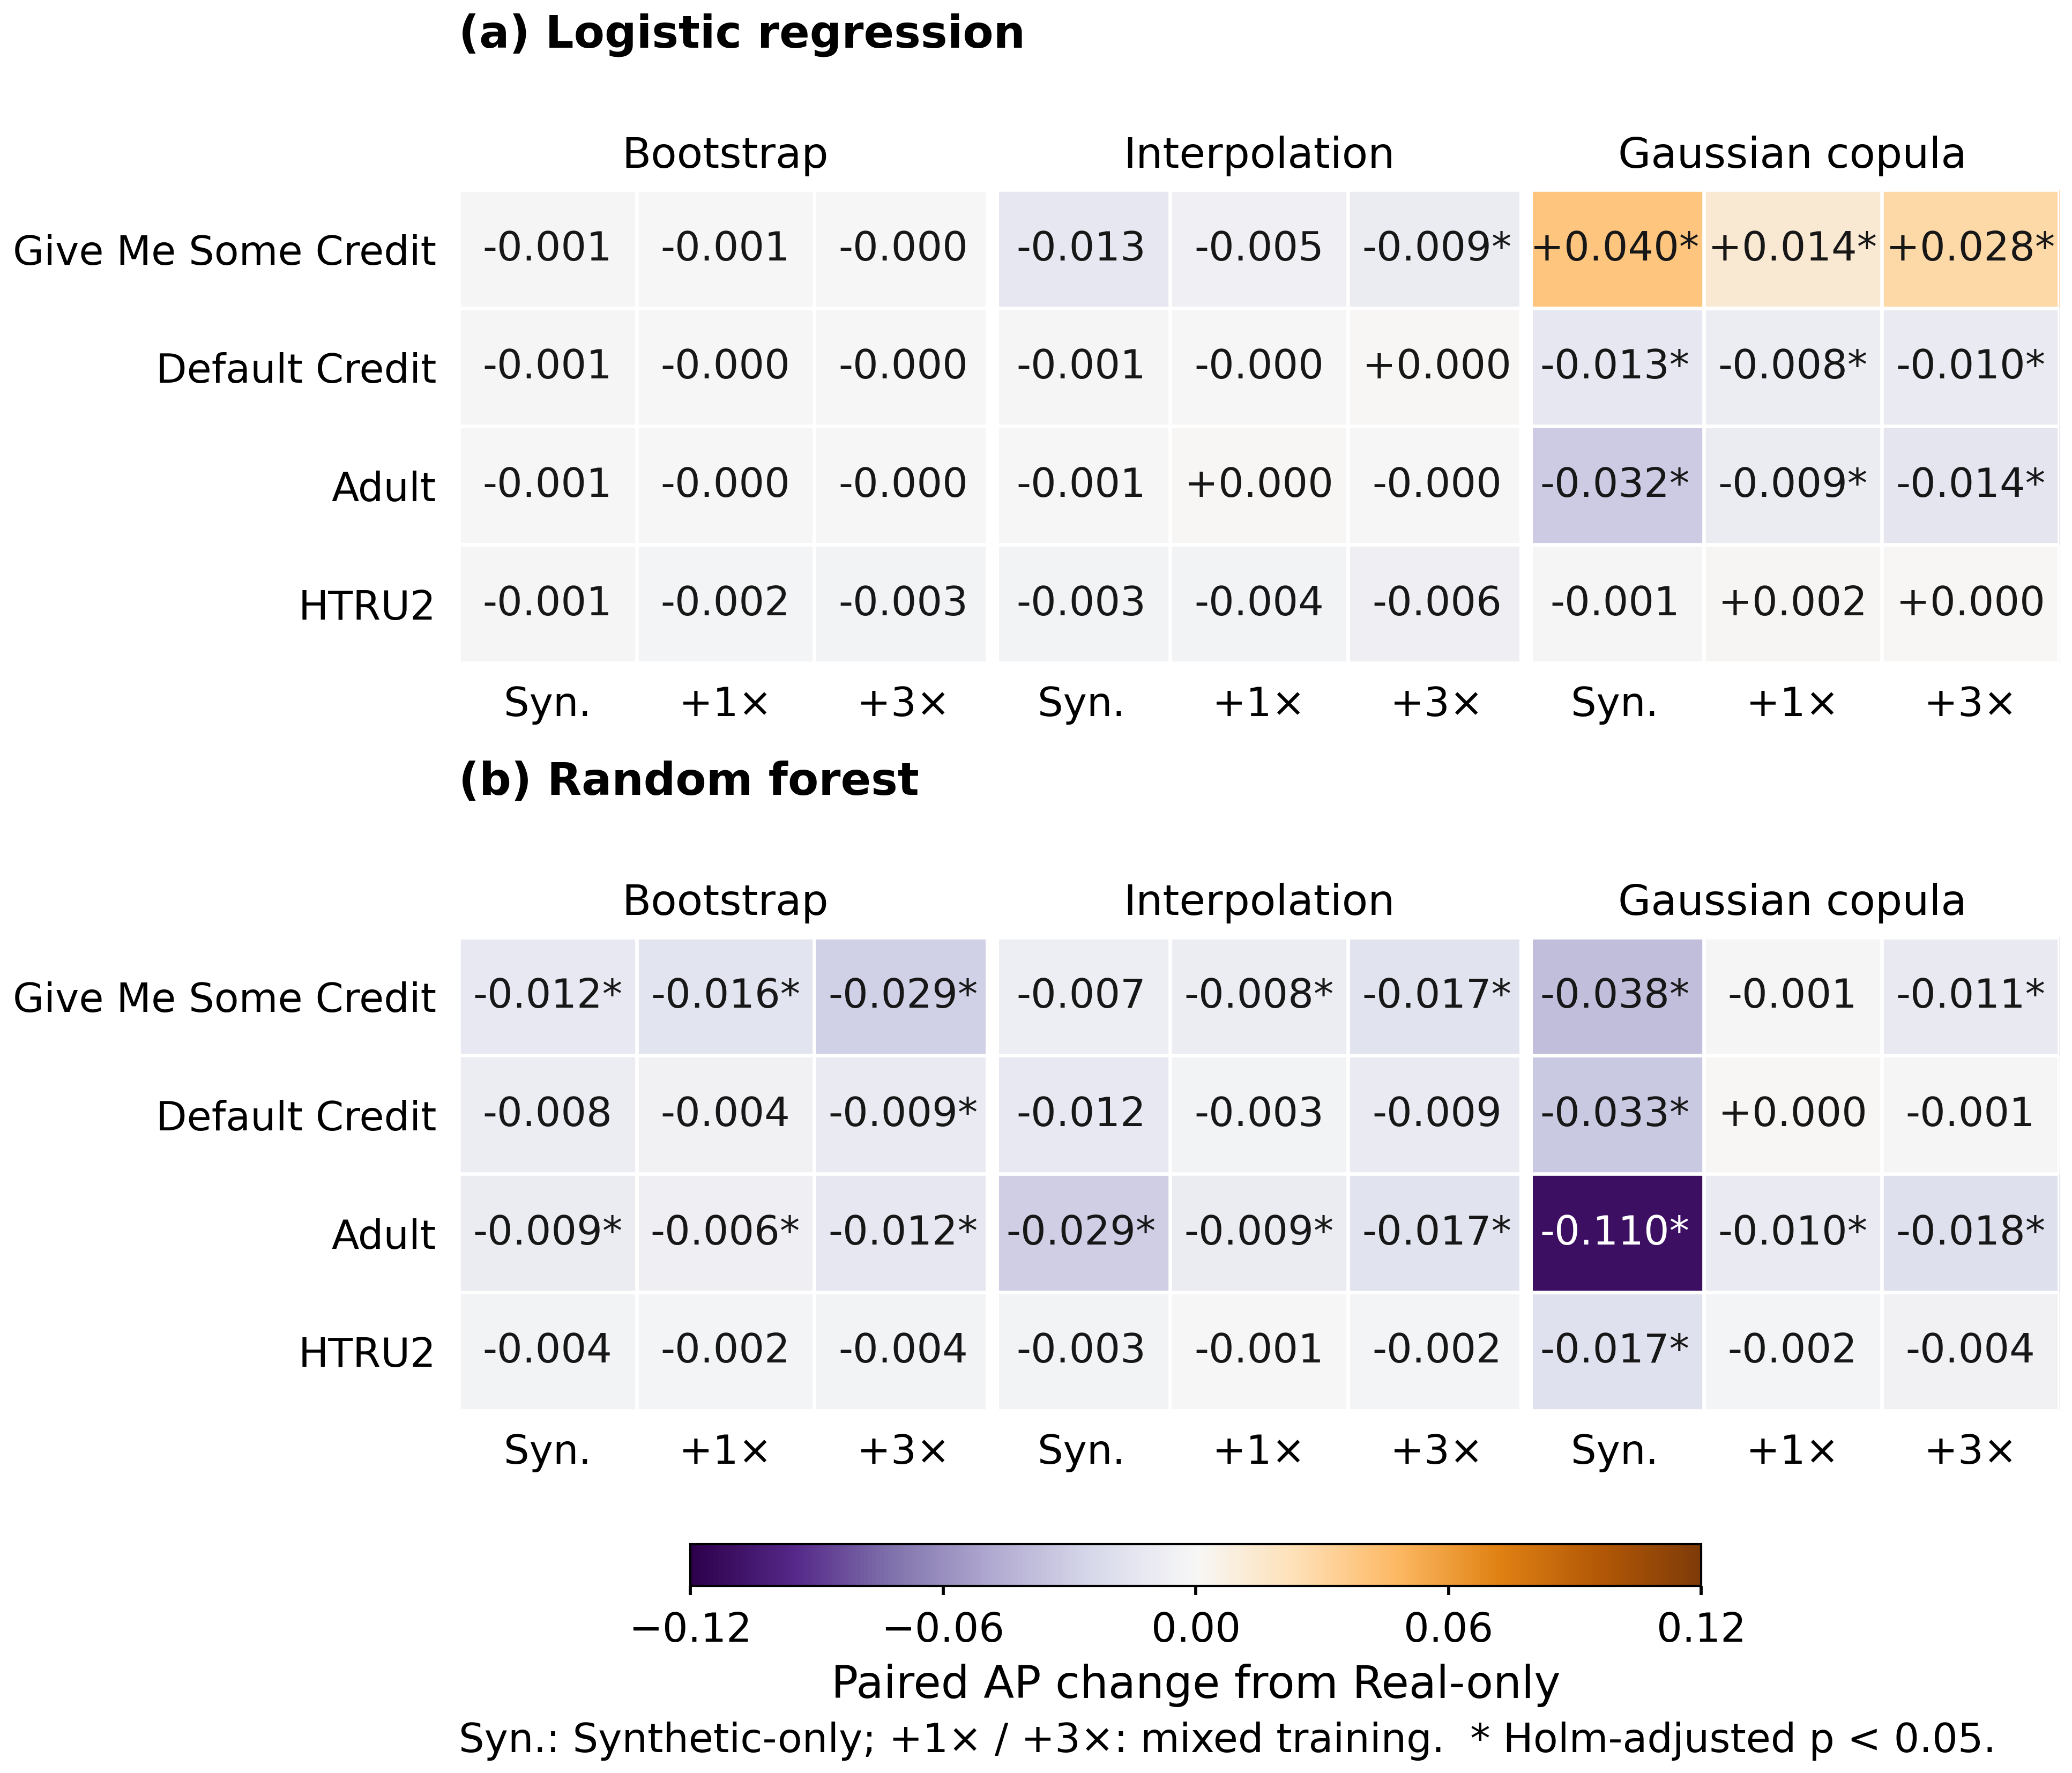 (a) Logistic regression
Bootstrap Interpolation Gaussian copula
Give Me Some Credit -0.001 -0.001 -0.000 -0.013 -0.005 -0.009* +0.040* +0.014* +0.028*
Default Credit -0.001 -0.000 -0.000 -0.001 -0.000 +0.000 -0.013* -0.008* -0.010*
Adult -0.001 -0.000 -0.000 -0.001 +0.000 -0.000 -0.032* -0.009* -0.014*
HTRU2 -0.001 -0.002 -0.003 -0.003 -0.004 -0.006 -0.001 +0.002 +0.000
Syn. +1× +3× Syn. +1× +3× Syn. +1× +3×
(b) Random forest
Bootstrap Interpolation Gaussian copula
Give Me Some Credit -0.012* -0.016* -0.029* -0.007 -0.008* -0.017* -0.038* -0.001 -0.011*
Default Credit -0.008 -0.004 -0.009* -0.012 -0.003 -0.009 -0.033* +0.000 -0.001
Adult -0.009* -0.006* -0.012* -0.029* -0.009* -0.017* -0.110* -0.010* -0.018*
HTRU2 -0.004 -0.002 -0.004 -0.003 -0.001 -0.002 -0.017* -0.002 -0.004
Syn. +1× +3× Syn. +1× +3× Syn. +1× +3×
−0.12 −0.06 0.00 0.06 0.12
Paired AP change from Real-only
Syn.: Synthetic-only; +1× / +3×: mixed training. * Holm-adjusted p < 0.05.